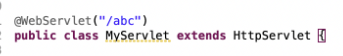 @WebServlet("/abc")
public class MyServlet extends HttpServlet {